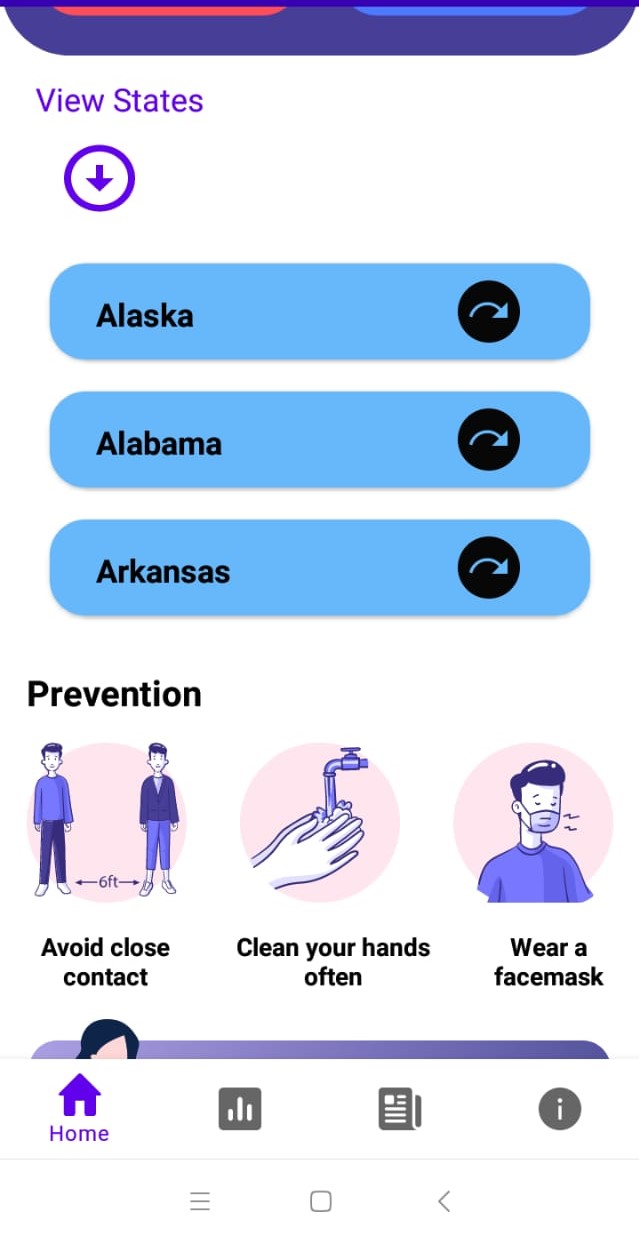 View States
Alaska
Alabama
Arkansas
Prevention
6ft
Avoid close
contact
Clean your hands
often
Wear a
facemask
Home